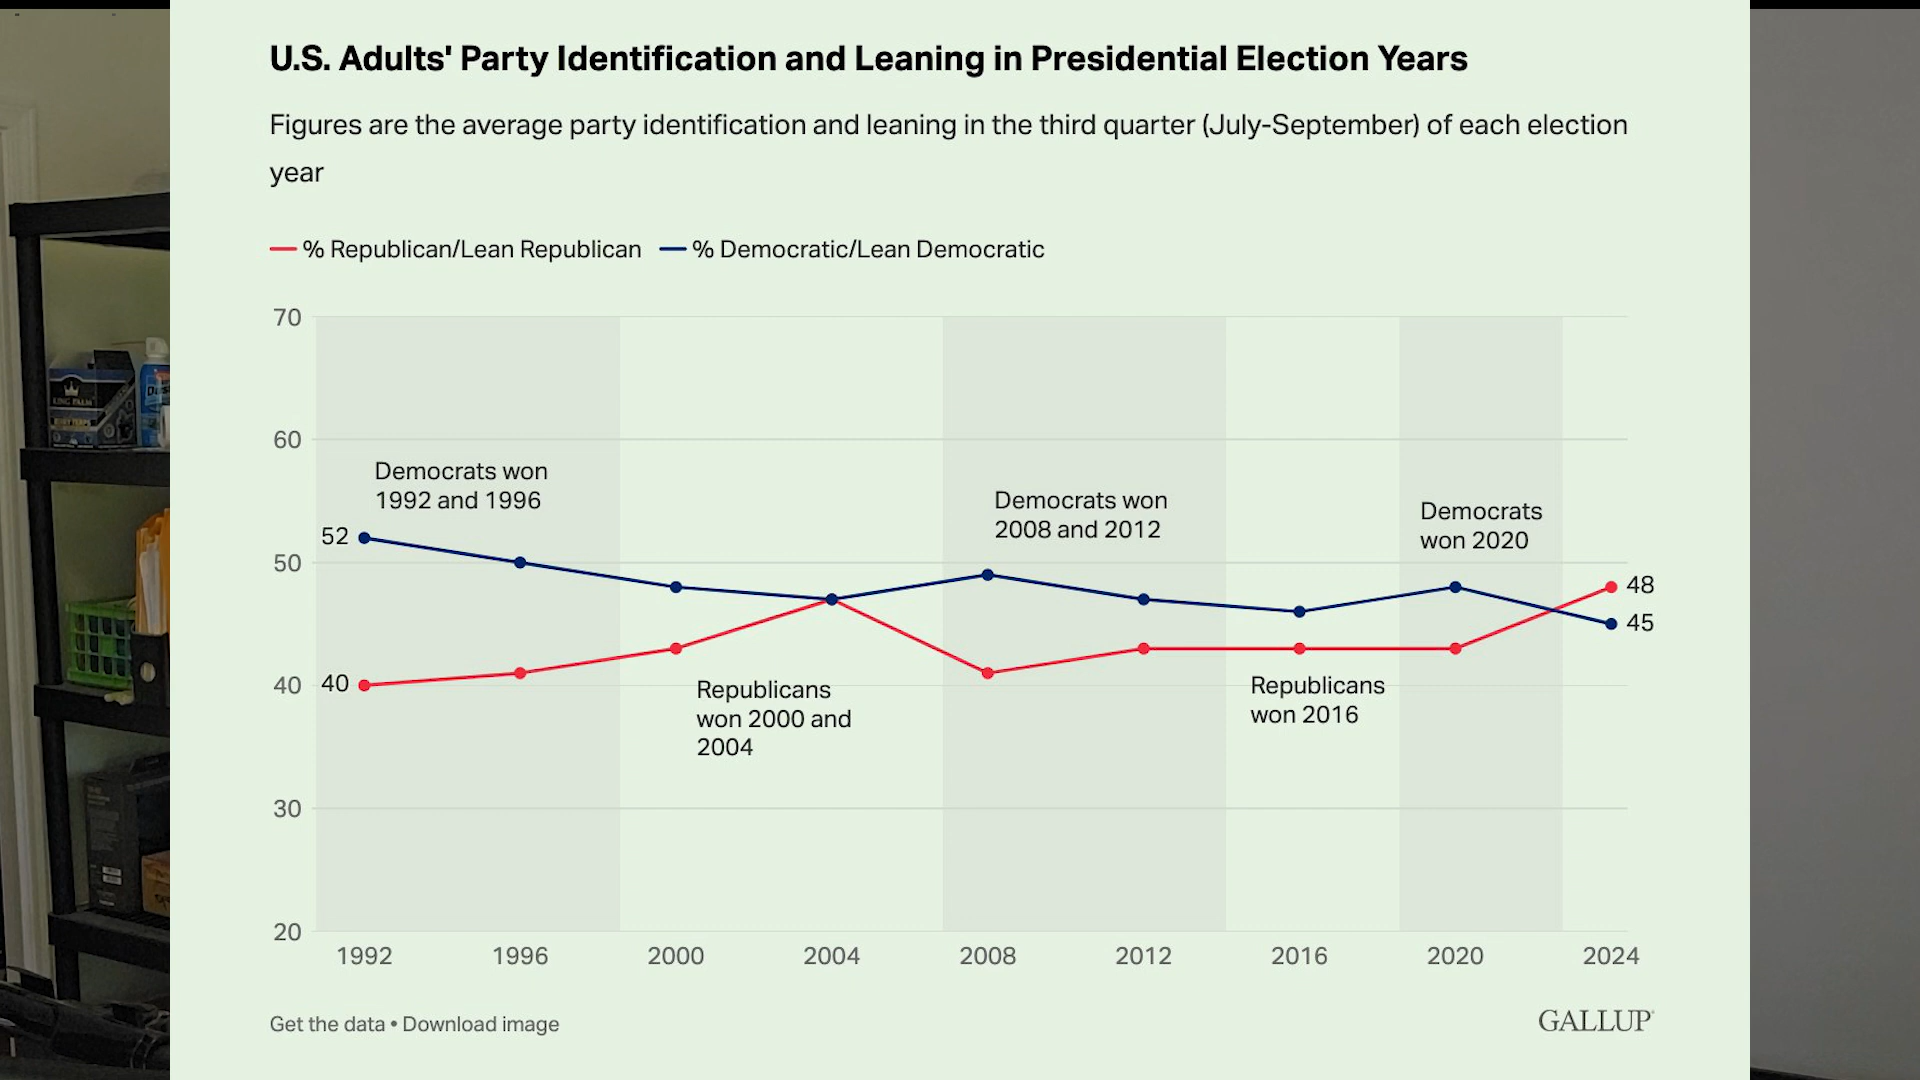 U.S. Adults' Party Identification and Leaning in Presidential Election Years
Figures are the average party identification and leaning in the third quarter (July-September) of each election
year
% Republican/Lean Republican % Democratic/Lean Democratic
70
60
50
40
30
20
Democrats won
1992 and 1996
Democrats won
2008 and 2012
Democrats
won 2020
52
40
48
45
Republicans
won 2000 and
2004
Republicans
won 2016
1992 1996 2000 2004 2008 2012 2016 2020 2024
Get the data • Download image
GALLUP
KING PALM